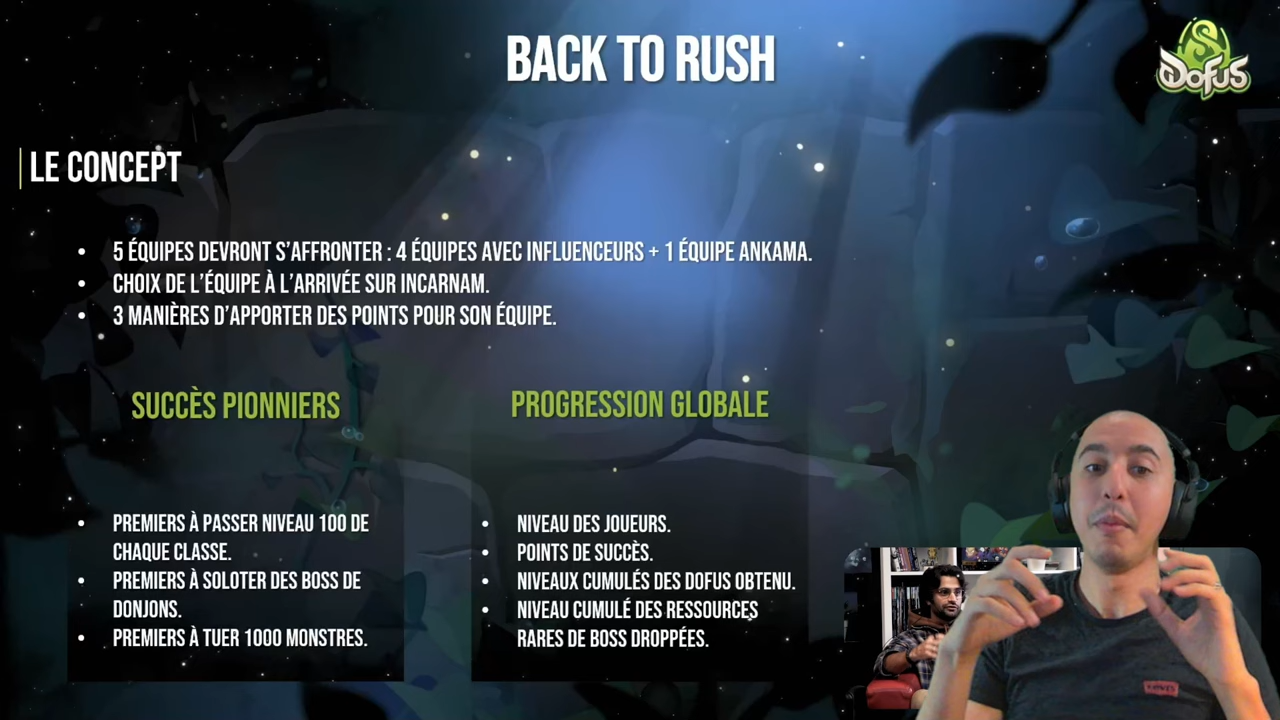 BACK TO RUSH
DOFUS
LE CONCEPT
• 5 ÉQUIPES DEVRONT S'AFFRONTER : 4 ÉQUIPES AVEC INFLUENCEURS + 1 ÉQUIPE ANKAMA.
• CHOIX DE L'ÉQUIPE À L'ARRIVÉE SUR INCARNAM.
• 3 MANIÈRES D'APPORTER DES POINTS POUR SON ÉQUIPE.
SUCCÈS PIONNIERS
• PREMIERS À PASSER NIVEAU 100 DE
CHAQUE CLASSE.
• PREMIERS À SOLOTER DES BOSS DE
DONJONS.
• PREMIERS À TUER 1000 MONSTRES.
PROGRESSION GLOBALE
• NIVEAU DES JOUEURS.
• POINTS DE SUCCÈS.
• NIVEAUX CUMULÉS DES DOFUS OBTENU.
• NIVEAU CUMULÉ DES RESSOURCES
RARES DE BOSS DROPPÉES.